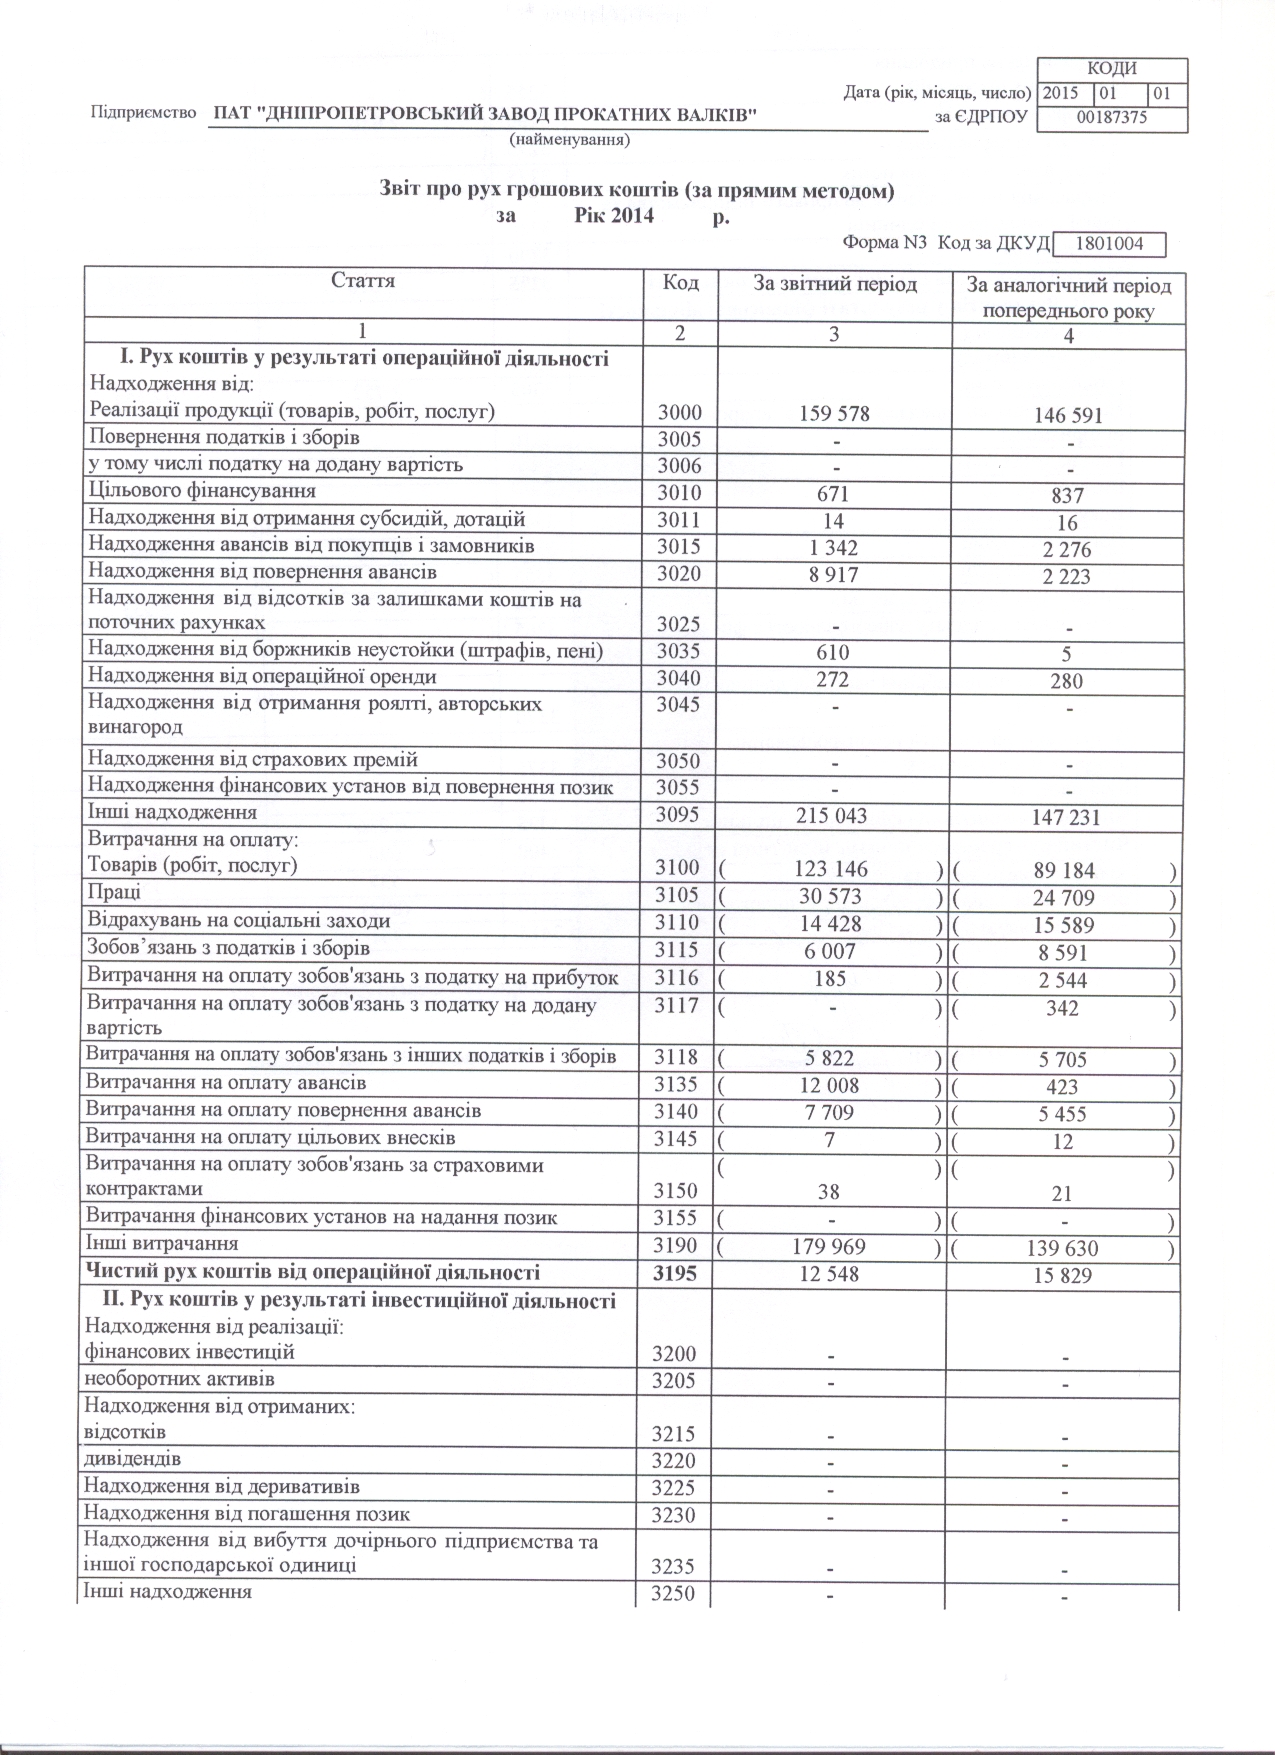 КОДИ
Дата (рік, місяць, число) 2015 01 01
Підприємство ПАТ "ДНІПРОПЕТРОВСЬКИЙ ЗАВОД ПРОКАТНИХ ВАЛКІВ" за ЄДРПОУ 00187375
(найменування)
Звіт про рух грошових коштів (за прямим методом)
за Рік 2014 р.
Форма N3 Код за ДКУД 1801004
Стаття Код За звітний період За аналогічний період
попереднього року
1 2 3 4
І. Рух коштів у результаті операційної діяльності
Надходження від:
Реалізації продукції (товарів, робіт, послуг) 3000 159 578 146 591
Повернення податків і зборів 3005 - -
у тому числі податку на додану вартість 3006 - -
Цільового фінансування 3010 671 837
Надходження від отримання субсидій, дотацій 3011 14 16
Надходження авансів від покупців і замовників 3015 1 342 2 276
Надходження від повернення авансів 3020 8 917 2 223
Надходження від відсотків за залишками коштів на
поточних рахунках 3025 - -
Надходження від боржників неустойки (штрафів, пені) 3035 610 5
Надходження від операційної оренди 3040 272 280
Надходження від отримання роялті, авторських 3045 - -
винагород
Надходження від страхових премій 3050 - -
Надходження фінансових установ від повернення позик 3055 - -
Інші надходження 3095 215 043 147 231
Витрачання на оплату:
Товарів (робіт, послуг) 3100 ( 123 146 ) ( 89 184 )
Праці 3105 ( 30 573 ) ( 24 709 )
Відрахувань на соціальні заходи 3110 ( 14 428 ) ( 15 589 )
Зобов’язань з податків і зборів 3115 ( 6 007 ) ( 8 591 )
Витрачання на оплату зобов'язань з податку на прибуток 3116 ( 185 ) ( 2 544 )
Витрачання на оплату зобов'язань з податку на додану 3117 ( - ) ( 342 )
вартість
Витрачання на оплату зобов'язань з інших податків і зборів 3118 ( 5 822 ) ( 5 705 )
Витрачання на оплату авансів 3135 ( 12 008 ) ( 423 )
Витрачання на оплату повернення авансів 3140 ( 7 709 ) ( 5 455 )
Витрачання на оплату цільових внесків 3145 ( 7 ) ( 12 )
Витрачання на оплату зобов'язань за страховими ( ) ( )
контрактами 3150 38 21
Витрачання фінансових установ на надання позик 3155 ( - ) ( - )
Інші витрачання 3190 ( 179 969 ) ( 139 630 )
Чистий рух коштів від операційної діяльності 3195 12 548 15 829
ІІ. Рух коштів у результаті інвестиційної діяльності
Надходження від реалізації:
фінансових інвестицій 3200 - -
необоротних активів 3205 - -
Надходження від отриманих:
відсотків 3215 - -
дивідендів 3220 - -
Надходження від деривативів 3225 - -
Надходження від погашення позик 3230 - -
Надходження від вибуття дочірнього підприємства та
іншої господарської одиниці 3235 - -
Інші надходження 3250 - -